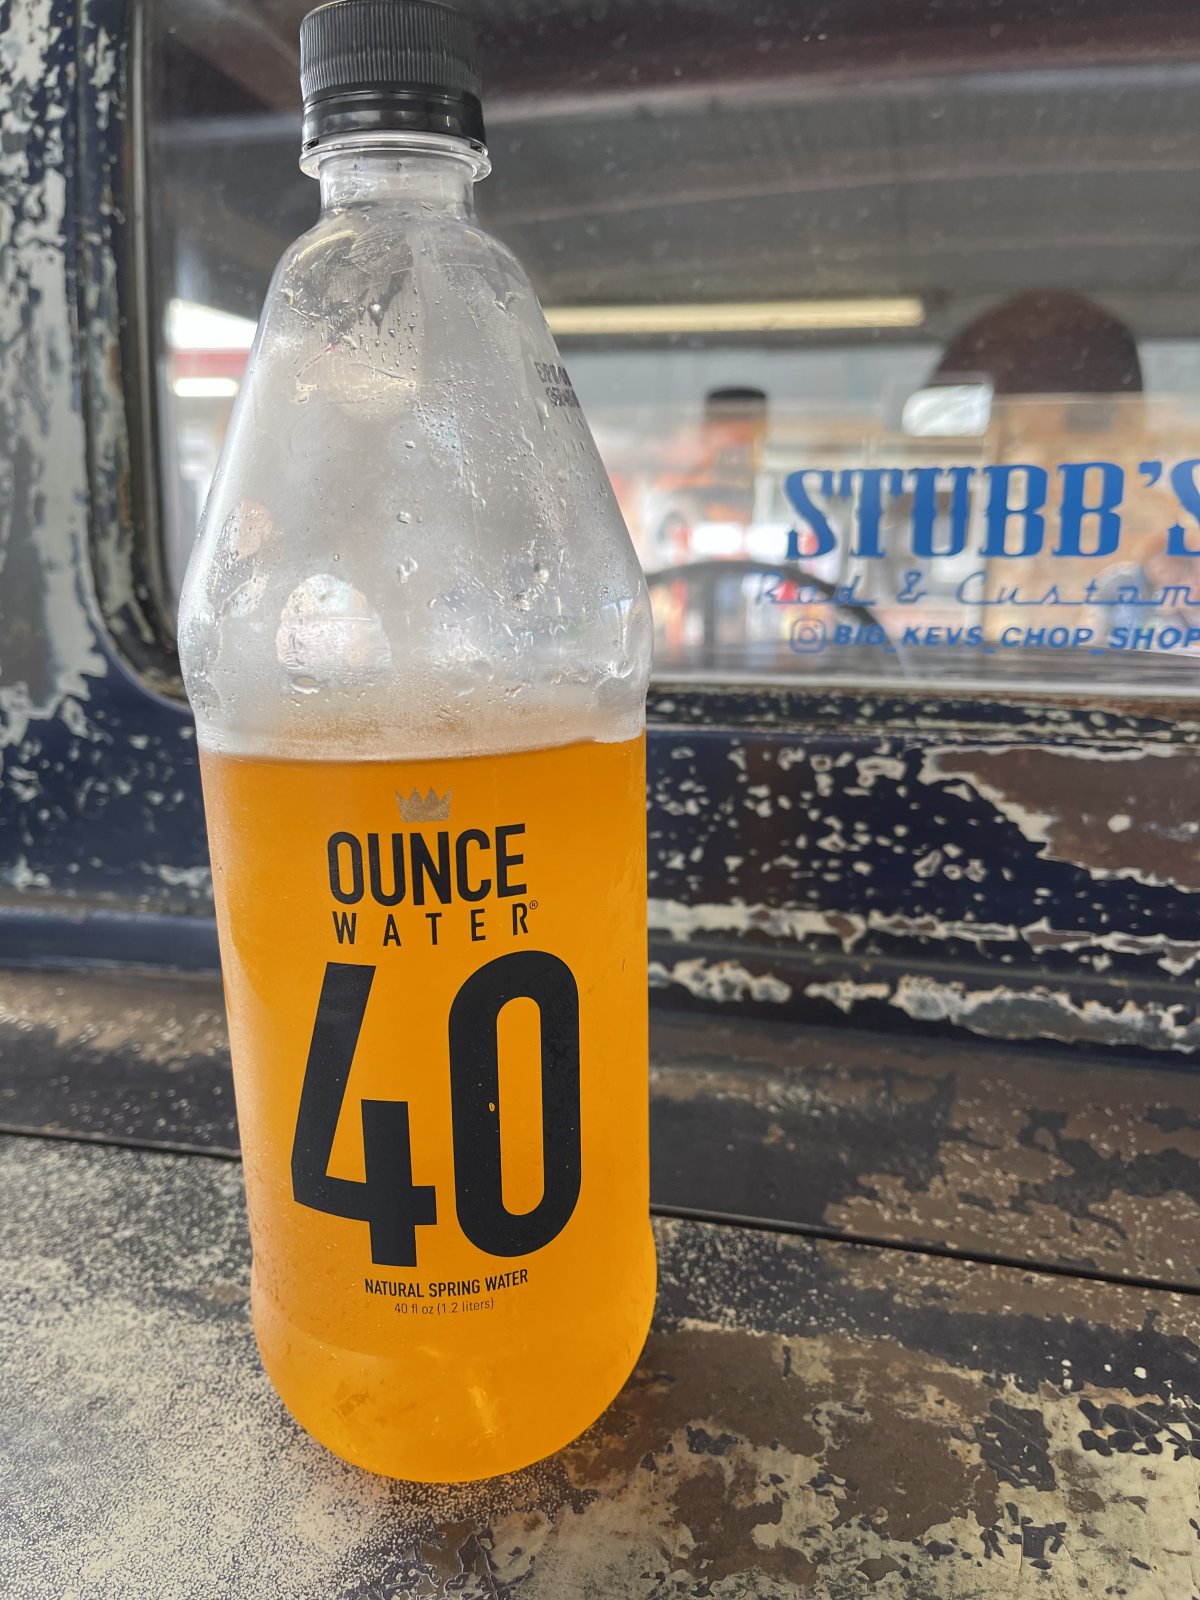 OUNCE
WATER®
40
NATURAL SPRING WATER
40 fl oz (1.2 liters)
STUBB'S
Rod & Custom
BIG_KEVS_CHOP_SHOP